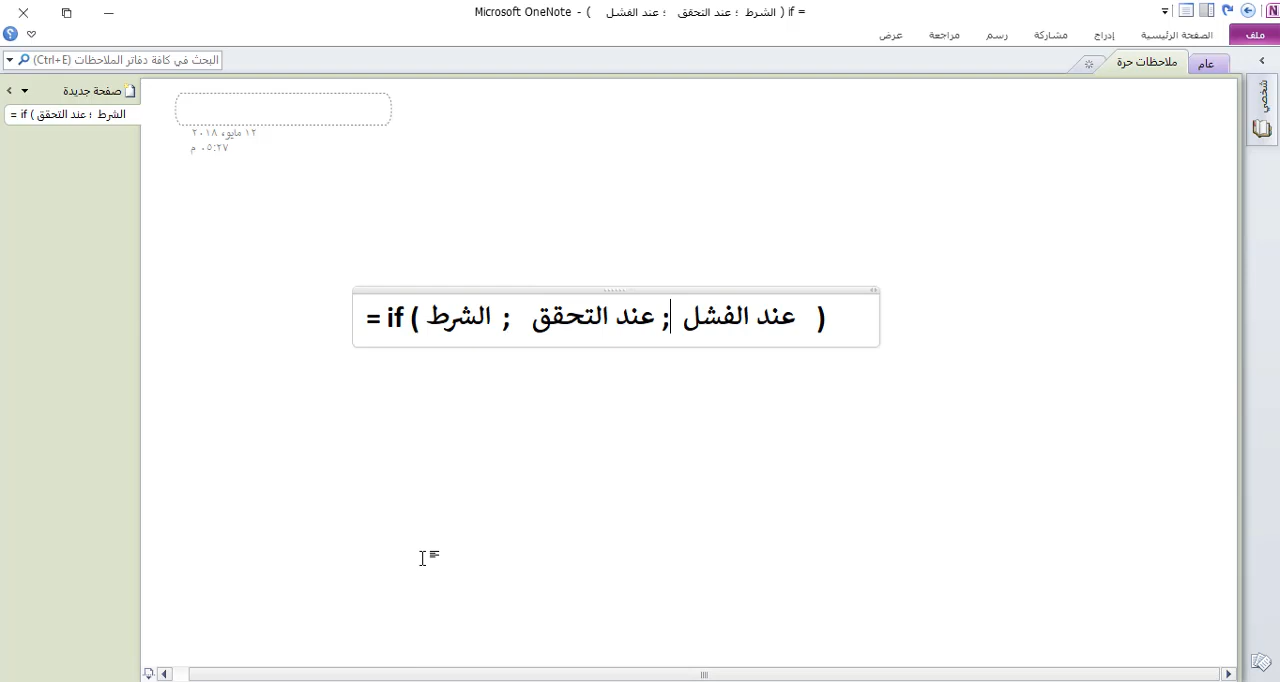 = if ( الشرط ؛ عند التحقق ؛ عند الفشل ) - Microsoft OneNote
ملف الصفحة الرئيسية إدراج مشاركة رسم مراجعة عرض
عام ملاحظات حرة
البحث في كافة دفاتر الملاحظات (Ctrl+E)
شخصي
صفحة جديدة
= if ( الشرط ؛ عند التحقق
١٢ مايو، ٢٠١٨
٠٥:٢٧ م
= if ( الشرط ; عند التحقق ; عند الفشل )